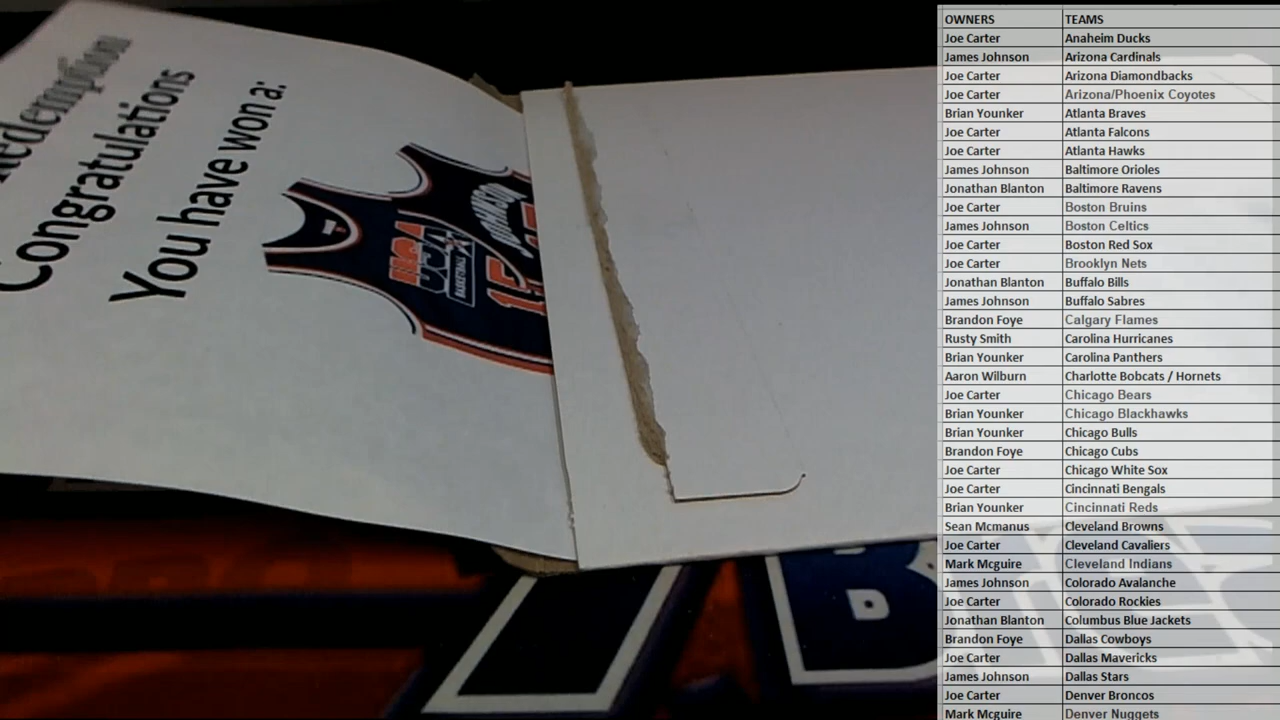 Redemption
Congratulations
You have won a:
USA
BASKETBALL
JOHNSON
15
B
OWNERS TEAMS
Joe Carter Anaheim Ducks
James Johnson Arizona Cardinals
Joe Carter Arizona Diamondbacks
Joe Carter Arizona/Phoenix Coyotes
Brian Younker Atlanta Braves
Joe Carter Atlanta Falcons
Joe Carter Atlanta Hawks
James Johnson Baltimore Orioles
Jonathan Blanton Baltimore Ravens
Joe Carter Boston Bruins
James Johnson Boston Celtics
Joe Carter Boston Red Sox
Joe Carter Brooklyn Nets
Jonathan Blanton Buffalo Bills
James Johnson Buffalo Sabres
Brandon Foye Calgary Flames
Rusty Smith Carolina Hurricanes
Brian Younker Carolina Panthers
Aaron Wilburn Charlotte Bobcats / Hornets
Joe Carter Chicago Bears
Brian Younker Chicago Blackhawks
Brian Younker Chicago Bulls
Brandon Foye Chicago Cubs
Joe Carter Chicago White Sox
Joe Carter Cincinnati Bengals
Brian Younker Cincinnati Reds
Sean Mcmanus Cleveland Browns
Joe Carter Cleveland Cavaliers
Mark Mcguire Cleveland Indians
James Johnson Colorado Avalanche
Joe Carter Colorado Rockies
Jonathan Blanton Columbus Blue Jackets
Brandon Foye Dallas Cowboys
Joe Carter Dallas Mavericks
James Johnson Dallas Stars
Joe Carter Denver Broncos
Mark Mcguire Denver Nuggets